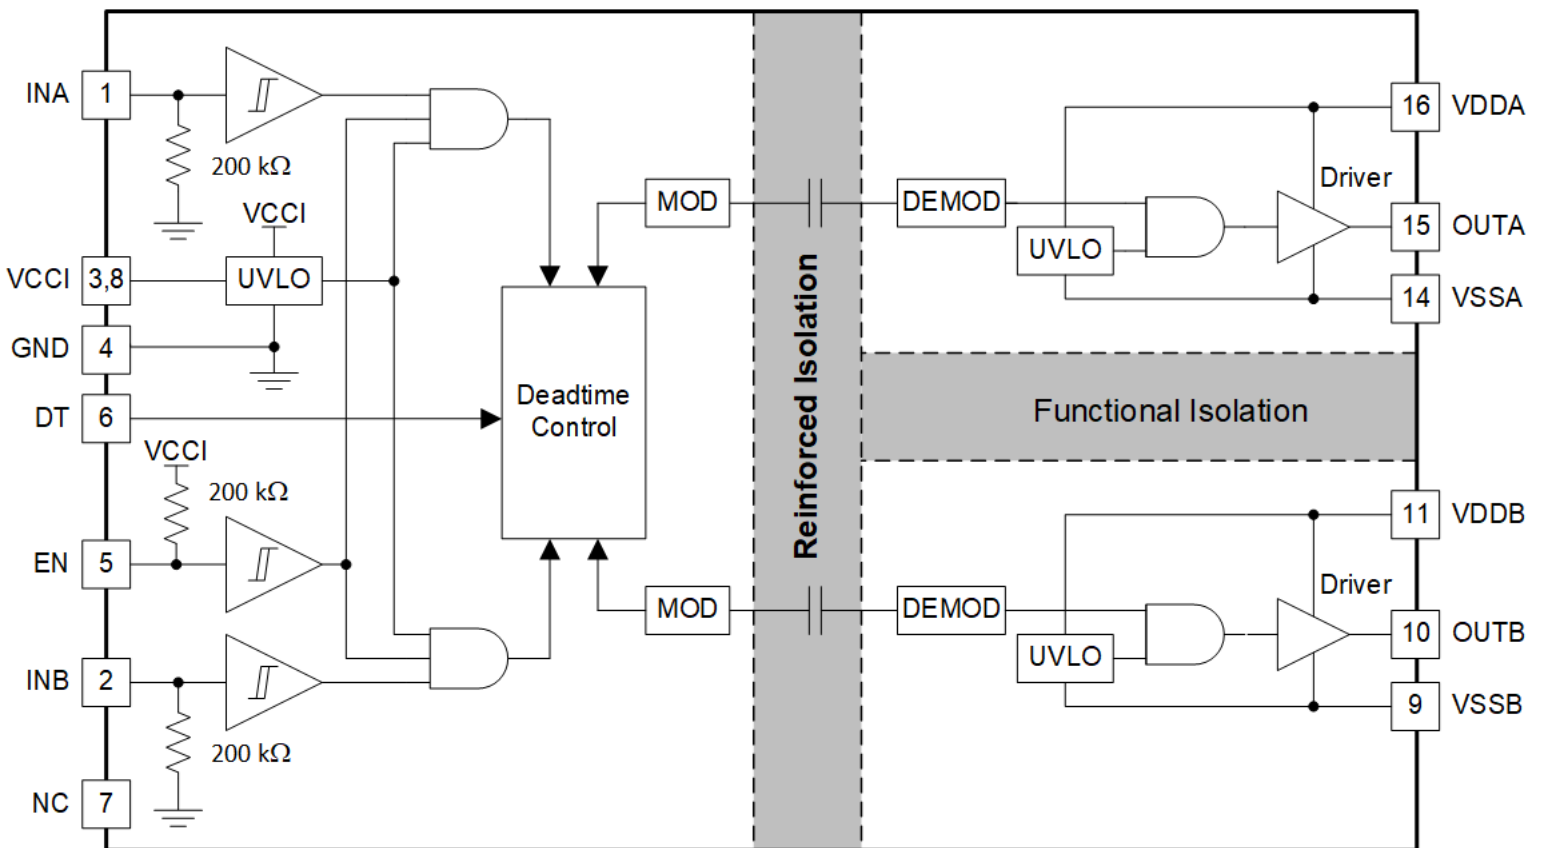 INA
1
200 kΩ
VCCI
VCCI
3,8
UVLO
GND
4
DT
6
VCCI
200 kΩ
EN
5
INB
2
200 kΩ
NC
7
Deadtime
Control
MOD
MOD
Reinforced Isolation
DEMOD
UVLO
Driver
16
VDDA
15
OUTA
14
VSSA
Functional Isolation
DEMOD
UVLO
Driver
11
VDDB
10
OUTB
9
VSSB